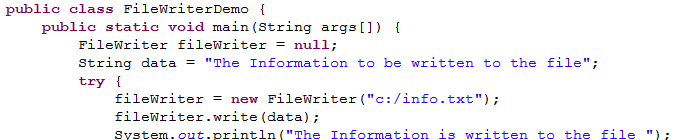 public class FileWriterDemo {
public static void main(String args[]) {
FileWriter fileWriter = null;
String data = "The Information to be written to the file";
try {
fileWriter = new FileWriter("c:/info.txt");
fileWriter.write(data);
System.out.println("The Information is written to the file ");